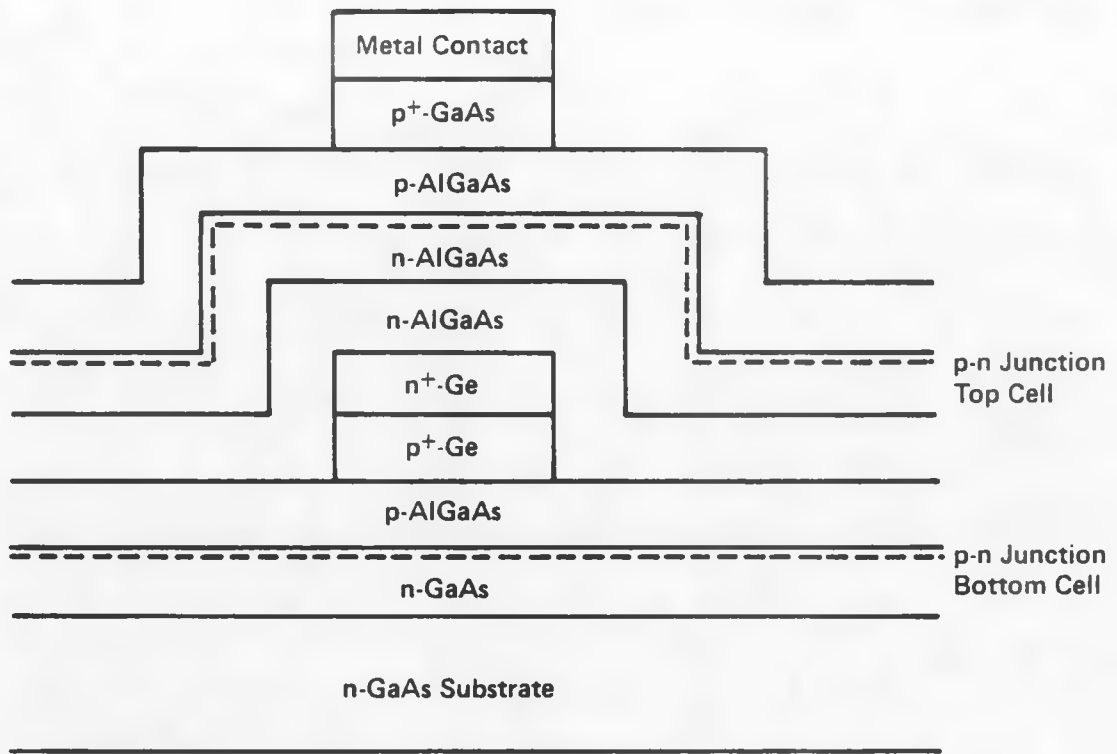 Metal Contact
p+-GaAs
p-AlGaAs
n-AlGaAs
n-AlGaAs
n+-Ge
p+-Ge
p-AlGaAs
n-GaAs
n-GaAs Substrate
p-n Junction
Top Cell
p-n Junction
Bottom Cell